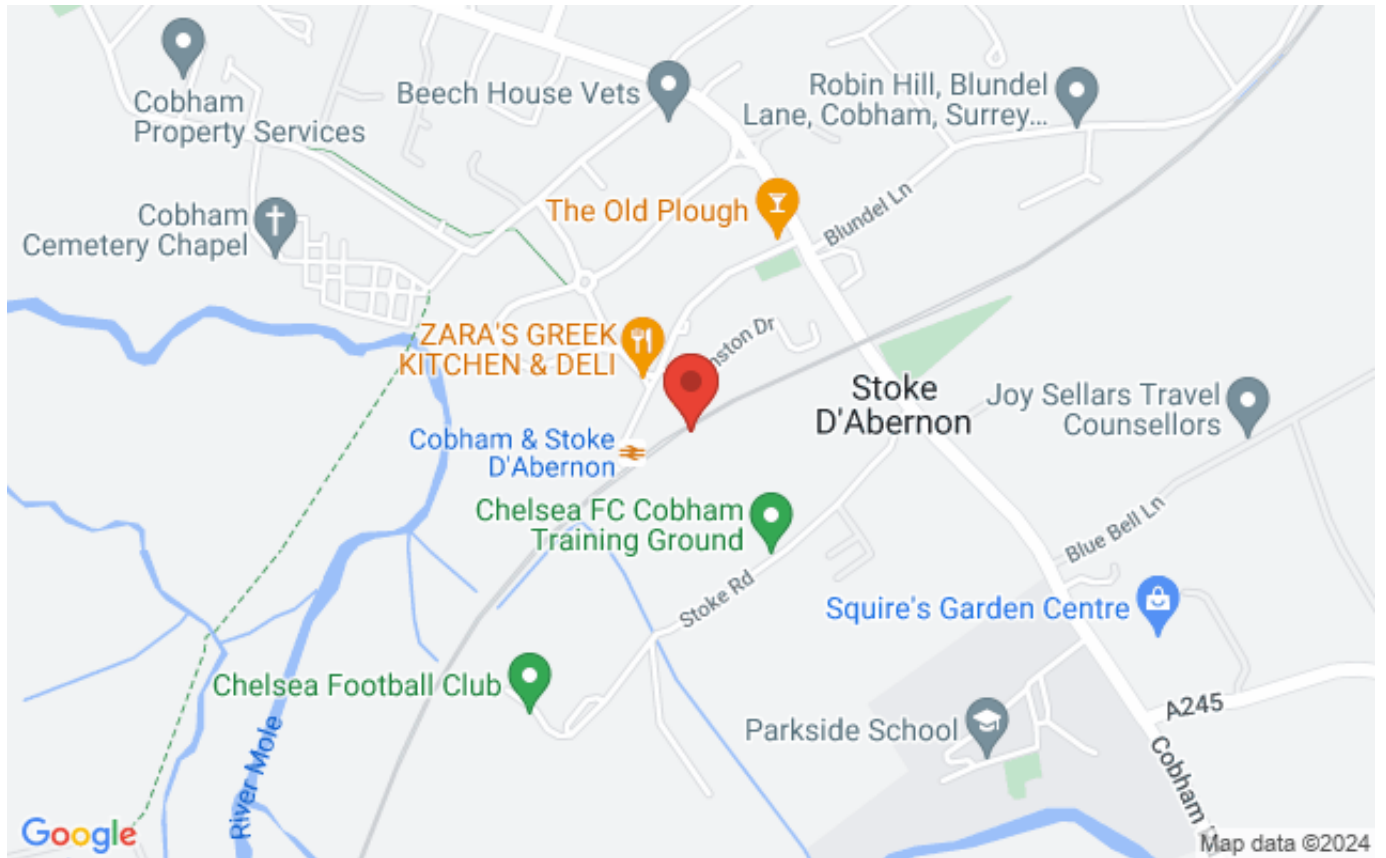 Cobham
Property Services
Beech House Vets
Robin Hill, Blundel
Lane, Cobham, Surrey...
Cobham
Cemetery Chapel
The Old Plough
Blundel Ln
ZARA'S GREEK
KITCHEN & DELI
Stoke
D'Abernon
Joy Sellars Travel
Counsellors
Cobham & Stoke
D'Abernon
Chelsea FC Cobham
Training Ground
Blue Bell Ln
Stoke Rd
Squire's Garden Centre
Chelsea Football Club
Parkside School
A245
River Mole
Cobham
Google
Map data ©2024